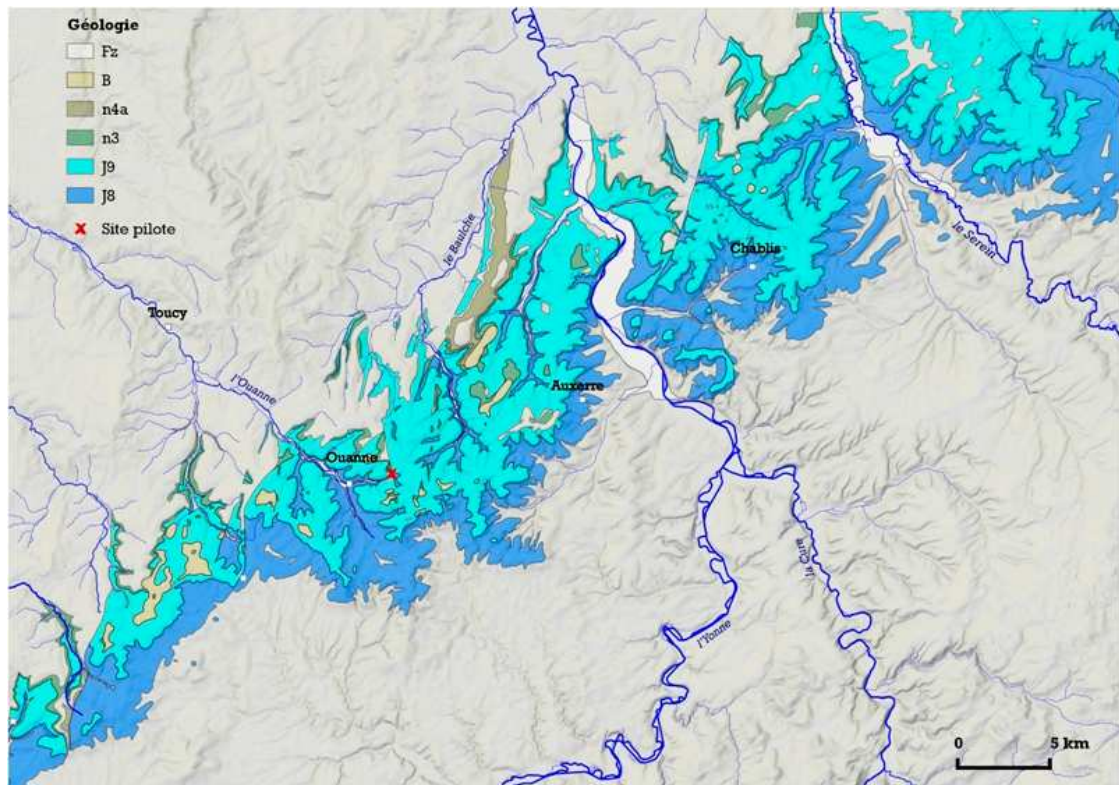 Géologie
Fz
B
n4a
n3
J9
J8
Site pilote
le Baulche
Chablis
le Serein
Toucy
l'Ouanne
Auxerre
Ouanne
la Cure
l'Yonne
0 5 km